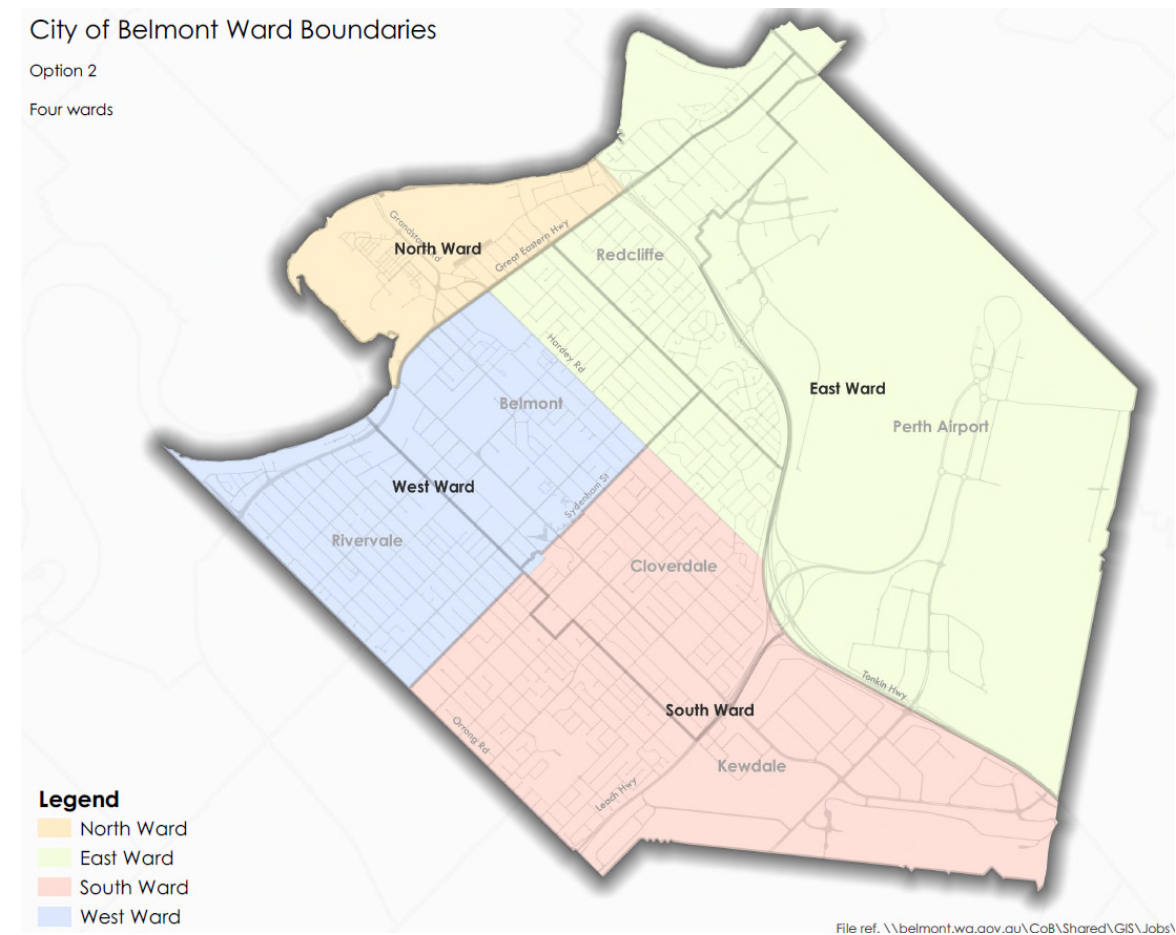 City of Belmont Ward Boundaries
Option 2
Four wards
Grandstand Rd
North Ward
Great Eastern Hwy
Redcliffe
Hardey Rd
East Ward
Belmont
Perth Airport
West Ward
Sydenham St
Rivervale
Cloverdale
Tonkin Hwy
South Ward
Orrong Rd
Kewdale
Leach Hwy
Legend
North Ward
East Ward
South Ward
West Ward
File ref. \\belmont.wa.gov.au\CoB\Shared\GIS\Jobs\